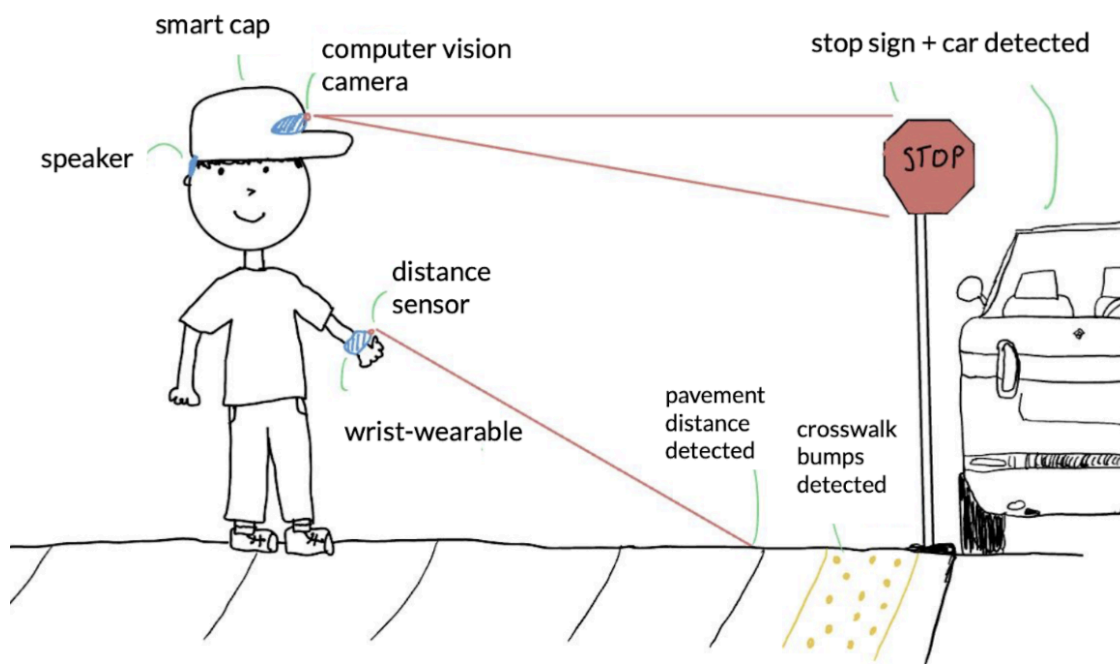 smart cap
computer vision
camera
stop sign + car detected
speaker
STOP
distance
sensor
wrist-wearable
pavement
distance
detected
crosswalk
bumps
detected